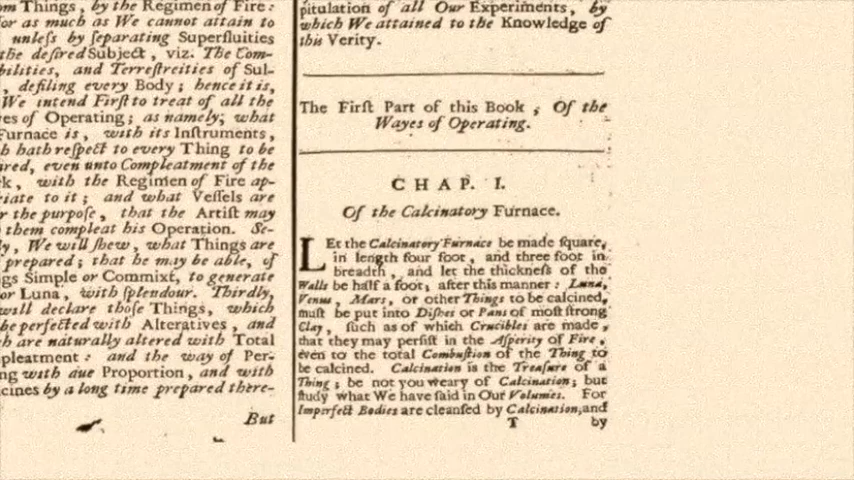 Things, by the Regimen of Fire:
for as much as We cannot attain to
unleſs by ſeparating Superfluities
the deſired Subject, viz. The Com-
bilities, and Terreſtreities of Sul-
, defiling every Body; hence it is,
We intend Firſt to treat of all the
of Operating; as namely, what
Furnace is, with its Inſtruments,
hath reſpect to every Thing to be
even unto Compleatment of the
with the Regimen of Fire ap-
to it; and what Veſſels are
the purpoſe, that the Artiſt may
them compleat his Operation. Se-
We will ſhew, what Things are
prepared; that he may be able, of
Simple or Commixt, to generate
or Luna, with ſplendour. Thirdly,
will declare thoſe Things, which
be perfected with Alteratives, and
are naturally altered with Total
pleatment: and the way of Per-
with due Proportion, and with
cines by a long time prepared there-
But
pitulation of all Our Experiments, by
which We attained to the Knowledge of
this Verity.
The Firſt Part of this Book, Of the
Wayes of Operating.
CHAP. I.
Of the Calcinatory Furnace.
LEt the Calcinatory Furnace be made ſquare,
in length four foot, and three foot in
breadth, and let the thickneſs of the
Walls be half a foot; after this manner: Luna,
Venus, Mars, or other Things to be calcined,
muſt be put into Diſhes or Pans of moſt ſtrong
Clay, ſuch as of which Crucibles are made,
that they may perſiſt in the Aſperity of Fire,
even to the total Combuſtion of the Thing to
be calcined. Calcination is the Treaſure of a
Thing; be not you weary of Calcination; but
ſtudy what We have ſaid in Our Volumes. For
Imperfect Bodies are cleanſed by Calcination, and
T by